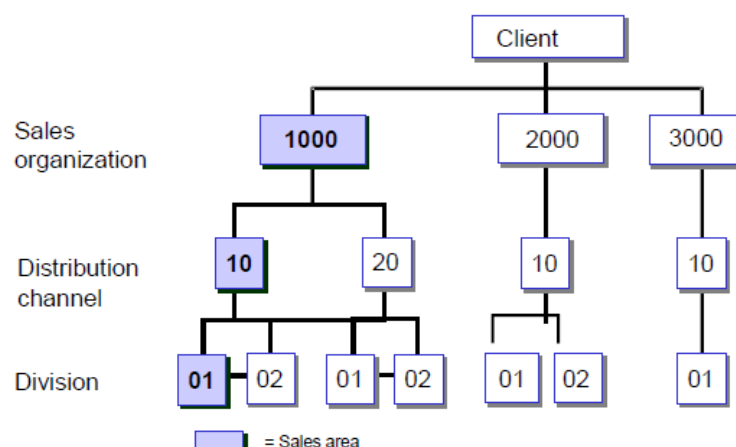 Client
Sales
organization
1000
2000
3000
Distribution
channel
10
20
10
10
Division
01
02
01
02
01
02
01
= Sales area